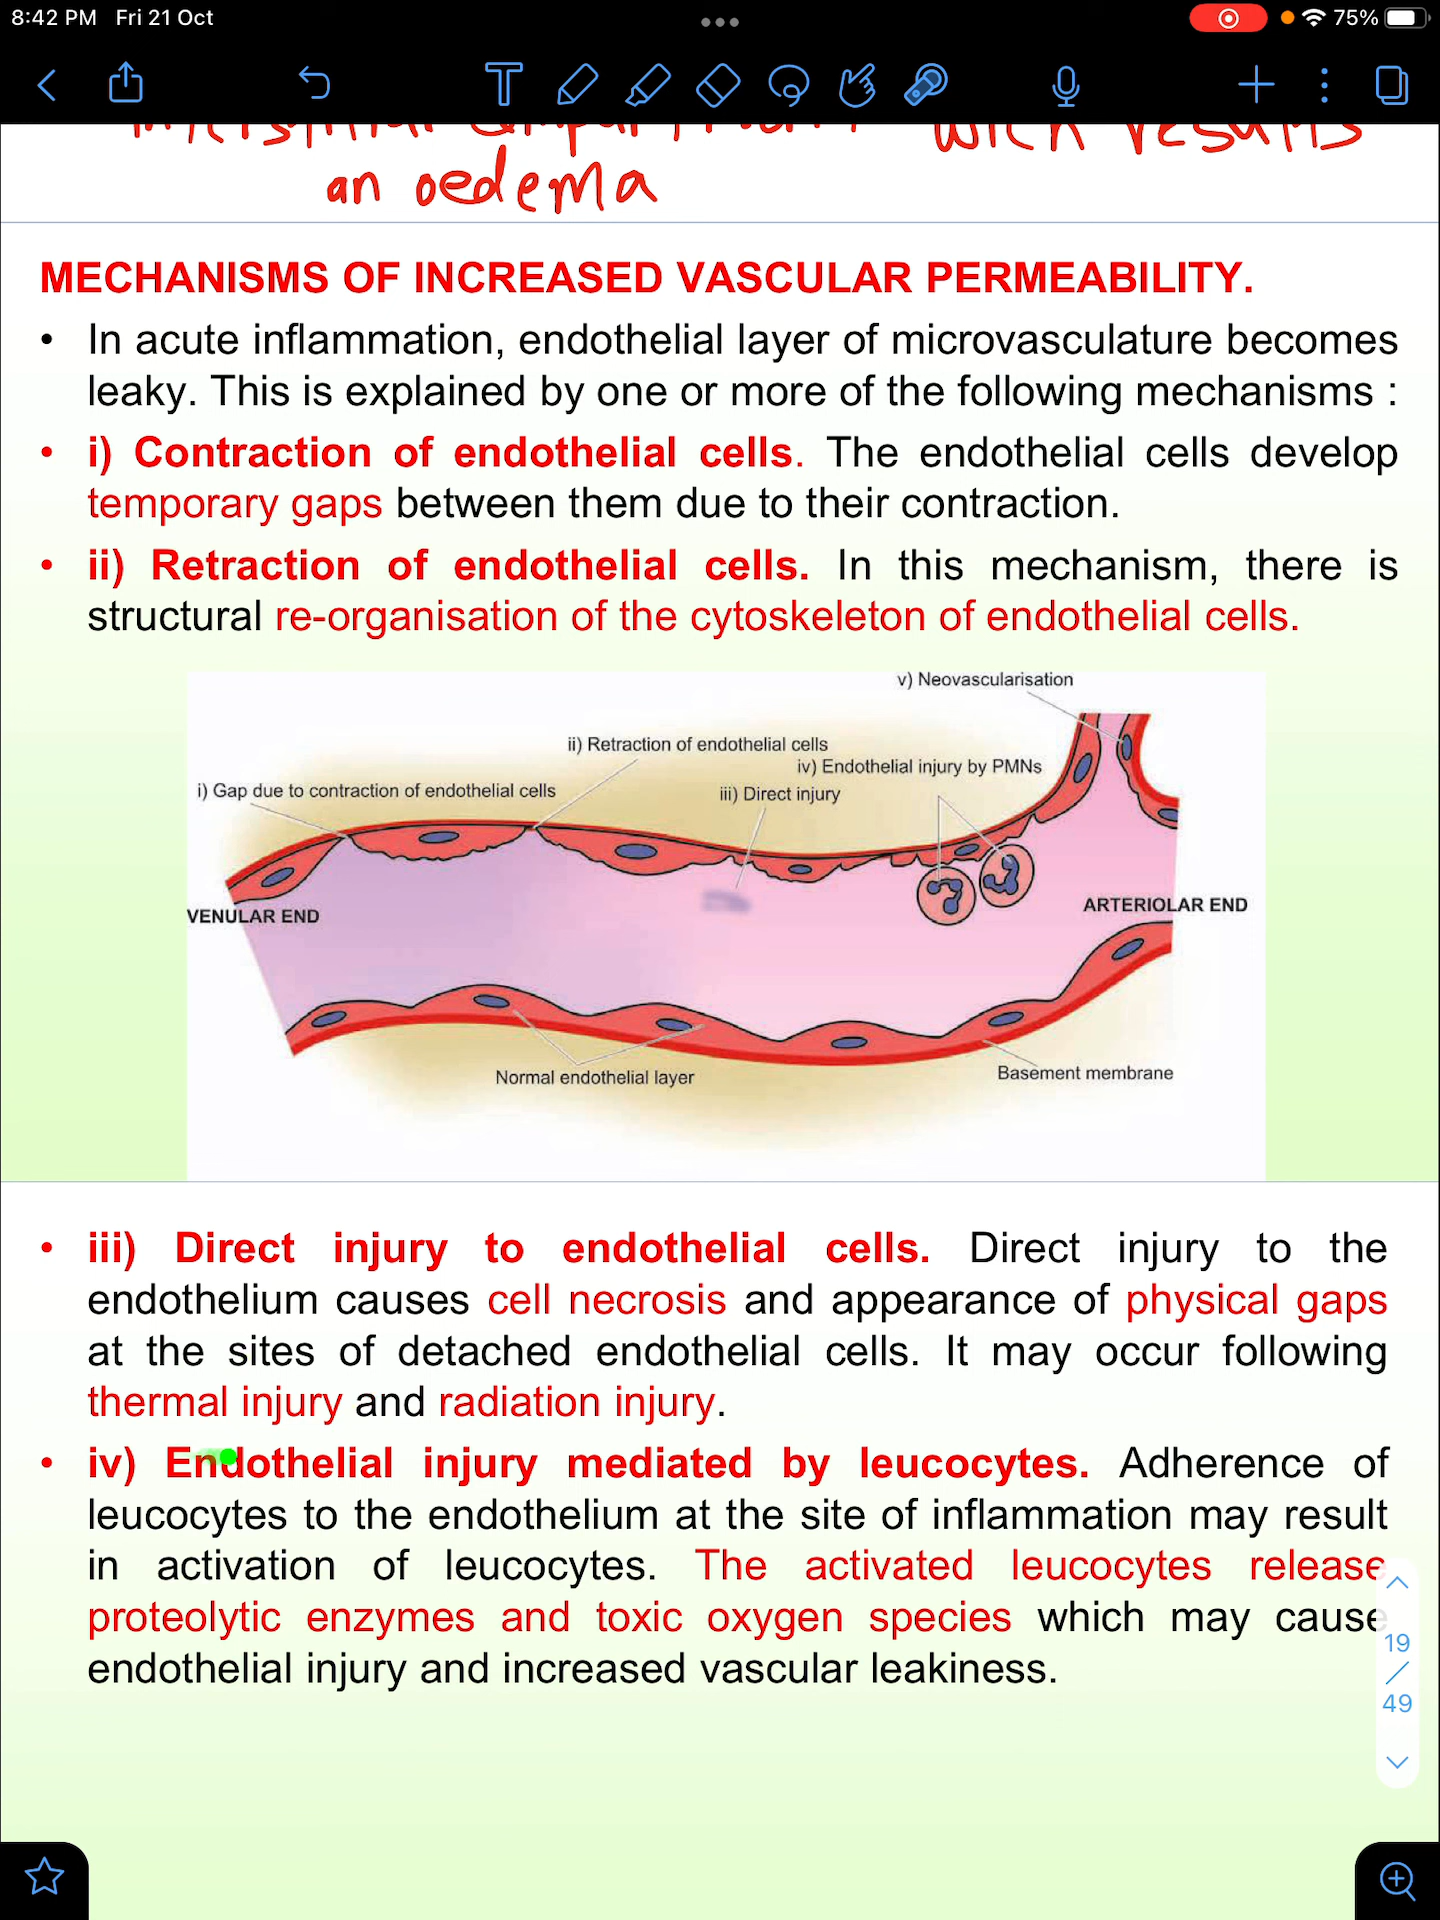 8:42 PM Fri 21 Oct
75%
with results
an oedema
MECHANISMS OF INCREASED VASCULAR PERMEABILITY.
• In acute inflammation, endothelial layer of microvasculature becomes
leaky. This is explained by one or more of the following mechanisms :
• i) Contraction of endothelial cells. The endothelial cells develop
temporary gaps between them due to their contraction.
• ii) Retraction of endothelial cells. In this mechanism, there is
structural re-organisation of the cytoskeleton of endothelial cells.
v) Neovascularisation
ii) Retraction of endothelial cells
iv) Endothelial injury by PMNs
i) Gap due to contraction of endothelial cells
iii) Direct injury
VENULAR END
ARTERIOLAR END
Normal endothelial layer
Basement membrane
• iii) Direct injury to endothelial cells. Direct injury to the
endothelium causes cell necrosis and appearance of physical gaps
at the sites of detached endothelial cells. It may occur following
thermal injury and radiation injury.
• iv) Endothelial injury mediated by leucocytes. Adherence of
leucocytes to the endothelium at the site of inflammation may result
in activation of leucocytes. The activated leucocytes release
proteolytic enzymes and toxic oxygen species which may cause
endothelial injury and increased vascular leakiness.
19
/
49